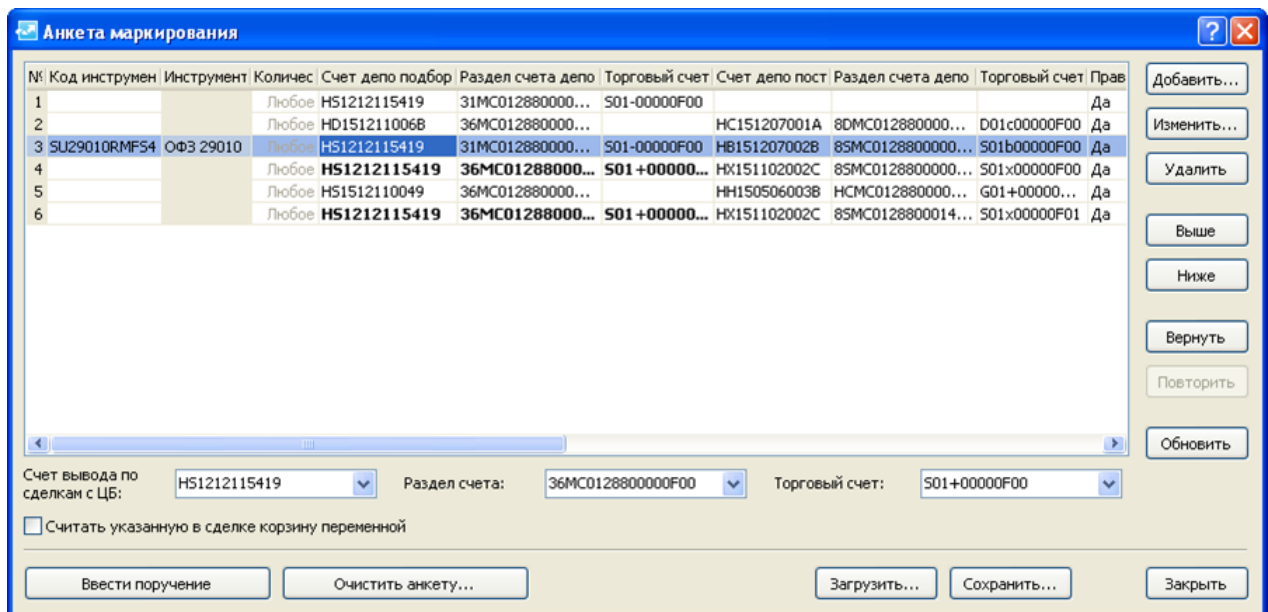 Анкета маркирования
N° Код инструмен Инструмент Количес Счет депо подбор Раздел счета депо Торговый счет Счет депо пост Раздел счета депо Торговый счет Прав
1 Любое HS1212115419 31MC012880000... S01-00000F00 Да
2 Любое HD151211006B 36MC012880000... HC151207001A 8DMC012880000... D01c00000F00 Да
3 SU29010RMFS4 ОФЗ 29010 Любое HS1212115419 31MC012880000... S01-00000F00 HB151207002B 8SMC0128800000... S01b00000F00 Да
4 Любое HS1212115419 36MC01288000... S01+00000... HX151102002C 8SMC0128800000... S01x00000F00 Да
5 Любое HS1512110049 36MC012880000... HH150506003B HCMC012880000... G01+00000... Да
6 Любое HS1212115419 36MC01288000... S01+00000... HX151102002C 8SMC0128800014... S01x00000F01 Да
Добавить...
Изменить...
Удалить
Выше
Ниже
Вернуть
Повторить
Обновить
Счет вывода по
сделкам с ЦБ: HS1212115419 Раздел счета: 36MC0128800000F00 Торговый счет: S01+00000F00
Считать указанную в сделке корзину переменной
Ввести поручение Очистить анкету... Загрузить... Сохранить... Закрыть